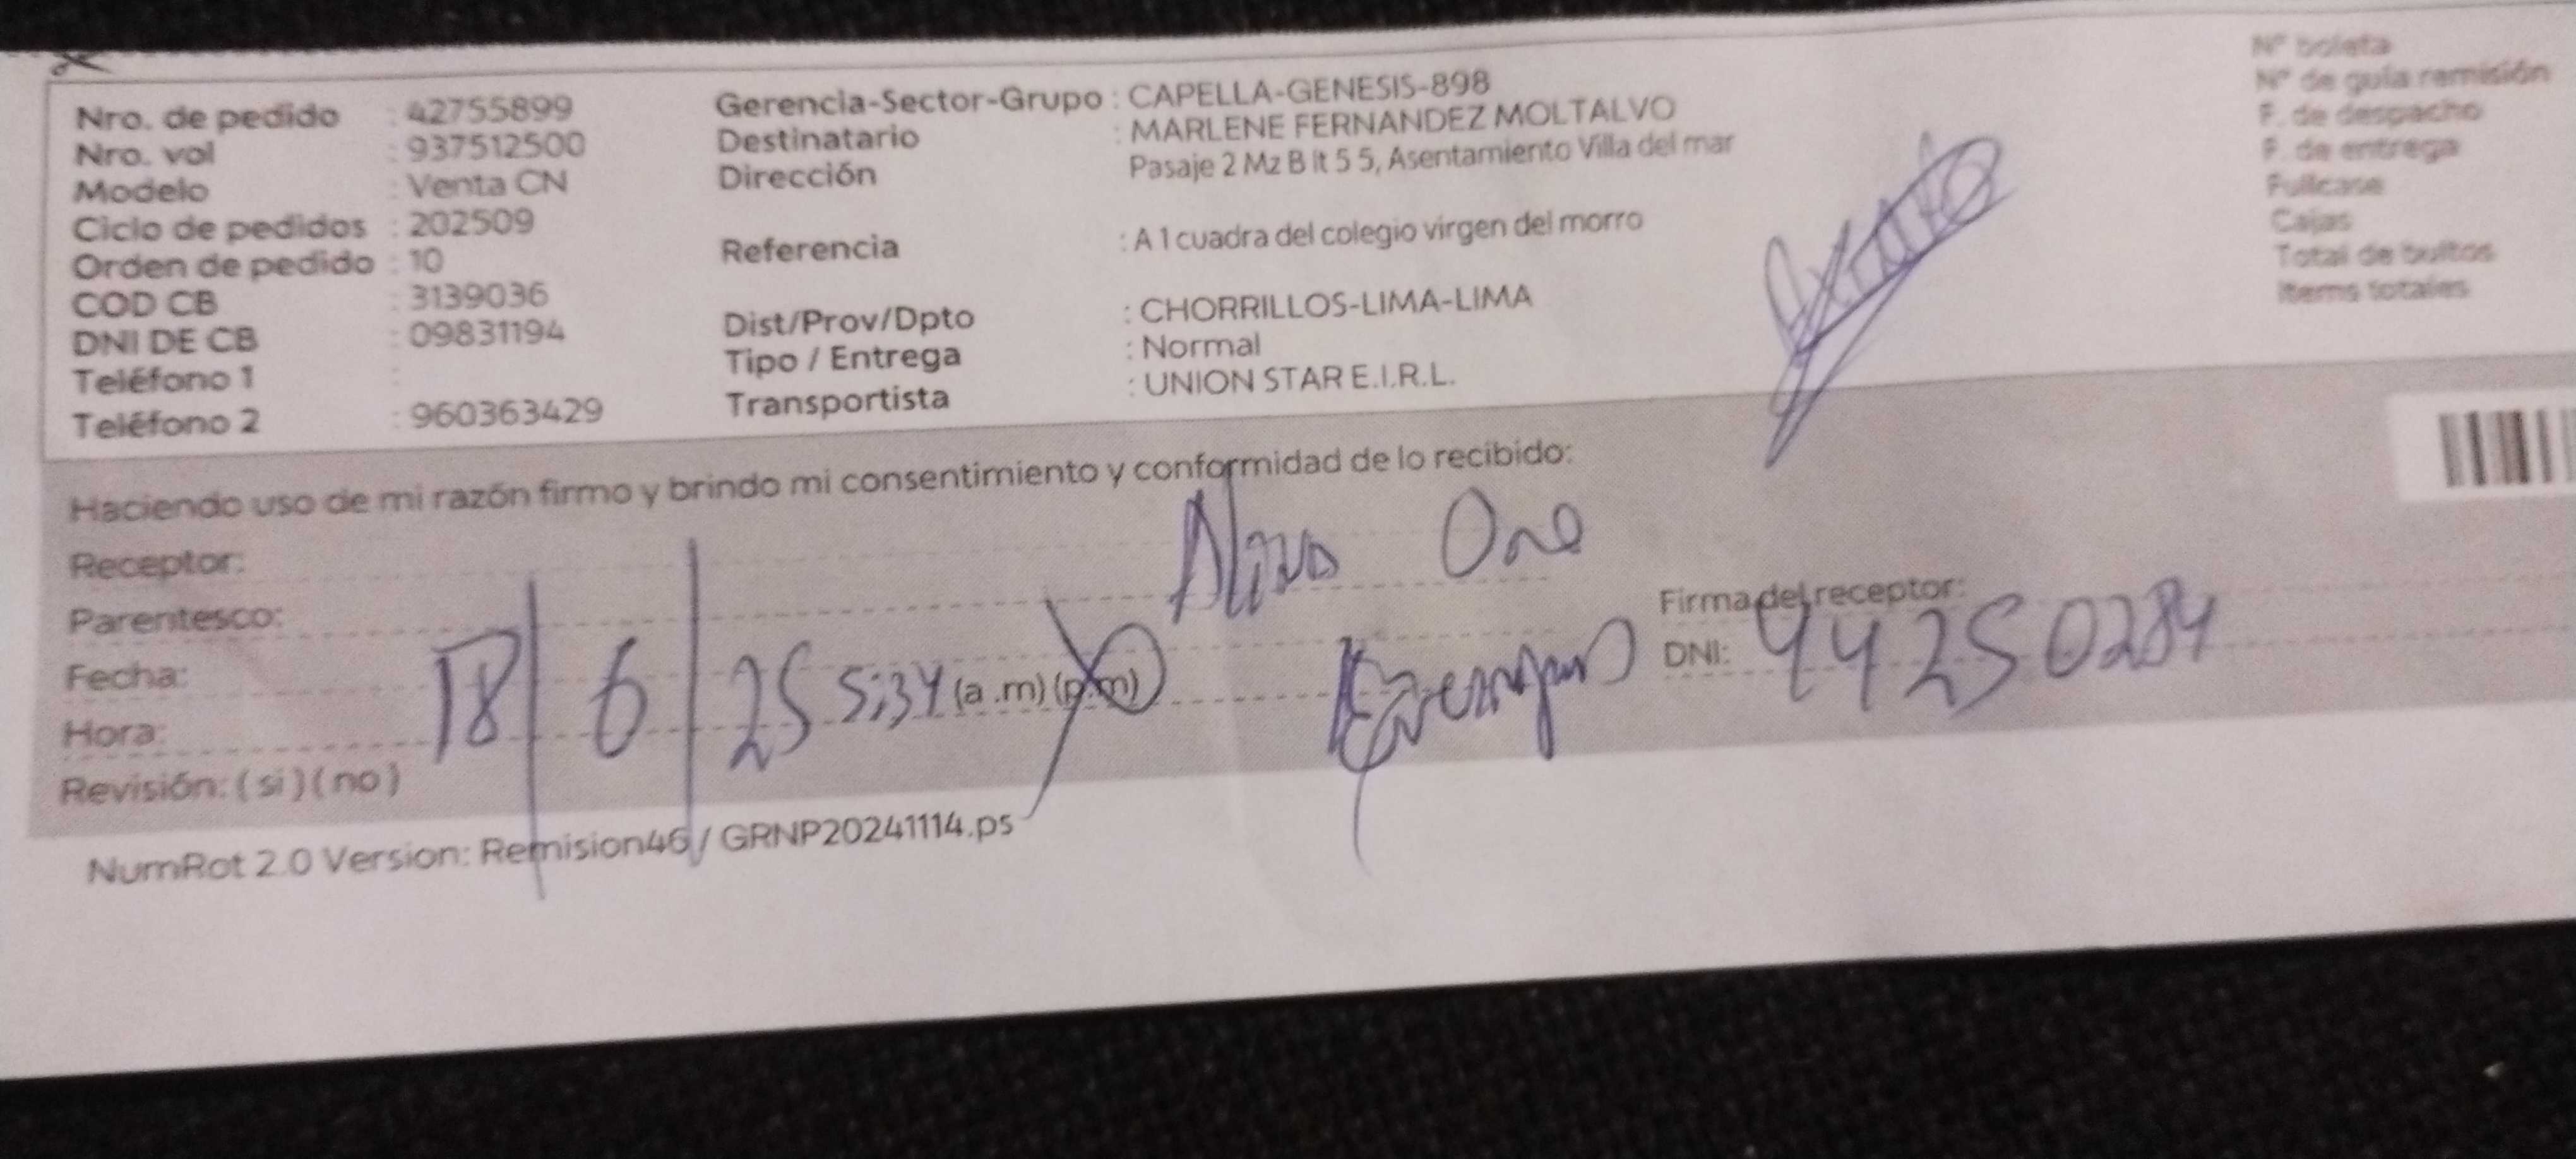 Nro. de pedido : 42755899
Nro. vol : 937512500
Modelo : Venta CN
Ciclo de pedidos : 202509
Orden de pedido : 10
COD CB : 3139036
DNI DE CB : 09831194
Teléfono 1 :
Teléfono 2 : 960363429
Gerencia-Sector-Grupo : CAPELLA-GENESIS-898
Destinatario : MARLENE FERNANDEZ MOLTALVO
Dirección Pasaje 2 Mz B lt 5 5, Asentamiento Villa del mar
Referencia : A 1 cuadra del colegio virgen del morro
Dist/Prov/Dpto : CHORRILLOS-LIMA-LIMA
Tipo / Entrega : Normal
Transportista : UNION STAR E.I.R.L.
Nº boleta
Nº de guía remisión
F. de despacho
F. de entrega
Fullcase
Cajas
Total de bultos
Items totales
Haciendo uso de mi razón firmo y brindo mi consentimiento y conformidad de lo recibido:
Receptor:
Parentesco:
Fecha: 18/6/25 5:34 (a .m) (p.m)
Hora:
Revisión: ( si ) ( no )
Firma del receptor:
DNI: 44250284
NumRot 2.0 Version: Remision46 / GRNP20241114.ps